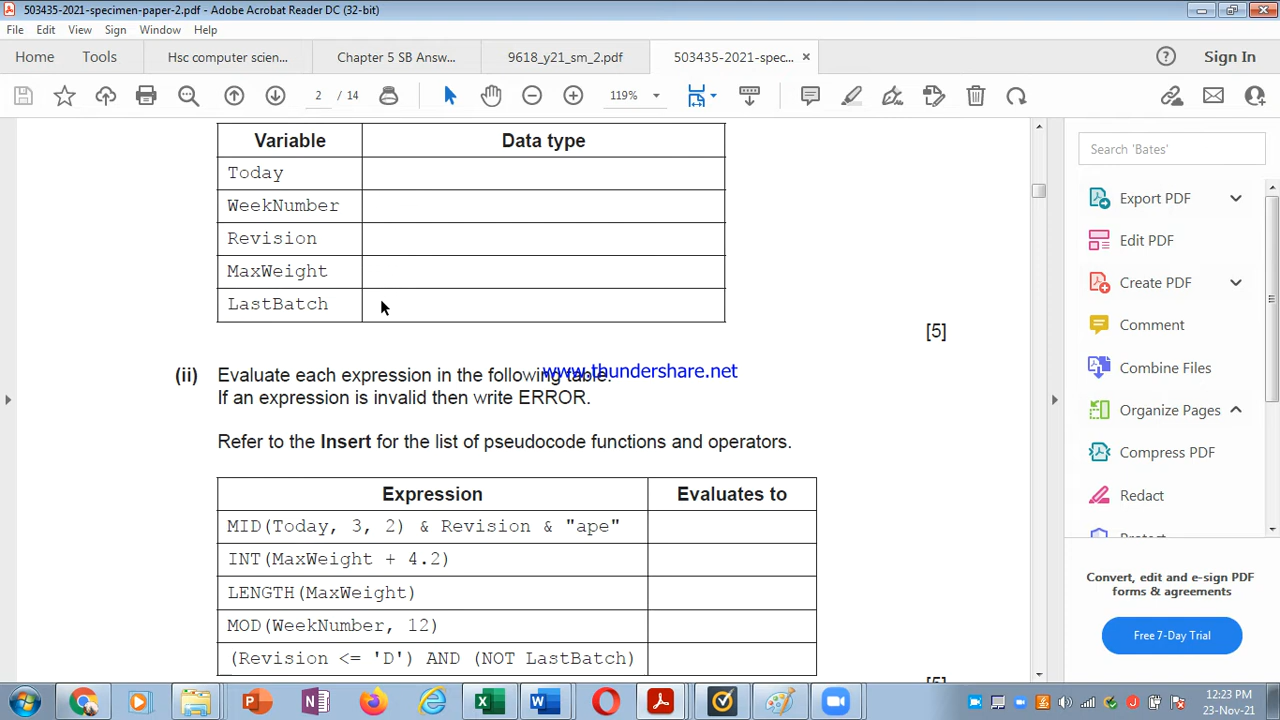 503435-2021-specimen-paper-2.pdf - Adobe Acrobat Reader DC (32-bit)
File Edit View Sign Window Help
Home Tools Hsc computer scien... Chapter 5 SB Answ... 9618_y21_sm_2.pdf 503435-2021-spec... × Sign In
2 / 14 119%
Variable Data type
Today
WeekNumber
Revision
MaxWeight
LastBatch
[5]
(ii) Evaluate each expression in the following table.
www.thundershare.net
If an expression is invalid then write ERROR.
Refer to the Insert for the list of pseudocode functions and operators.
Expression Evaluates to
MID(Today, 3, 2) & Revision & "ape"
INT(MaxWeight + 4.2)
LENGTH(MaxWeight)
MOD(WeekNumber, 12)
(Revision <= 'D') AND (NOT LastBatch)
[5]
Search 'Bates'
Export PDF
Edit PDF
Create PDF
Comment
Combine Files
Organize Pages
Compress PDF
Redact
Protect
Convert, edit and e-sign PDF
forms & agreements
Free 7-Day Trial
12:23 PM
23-Nov-21